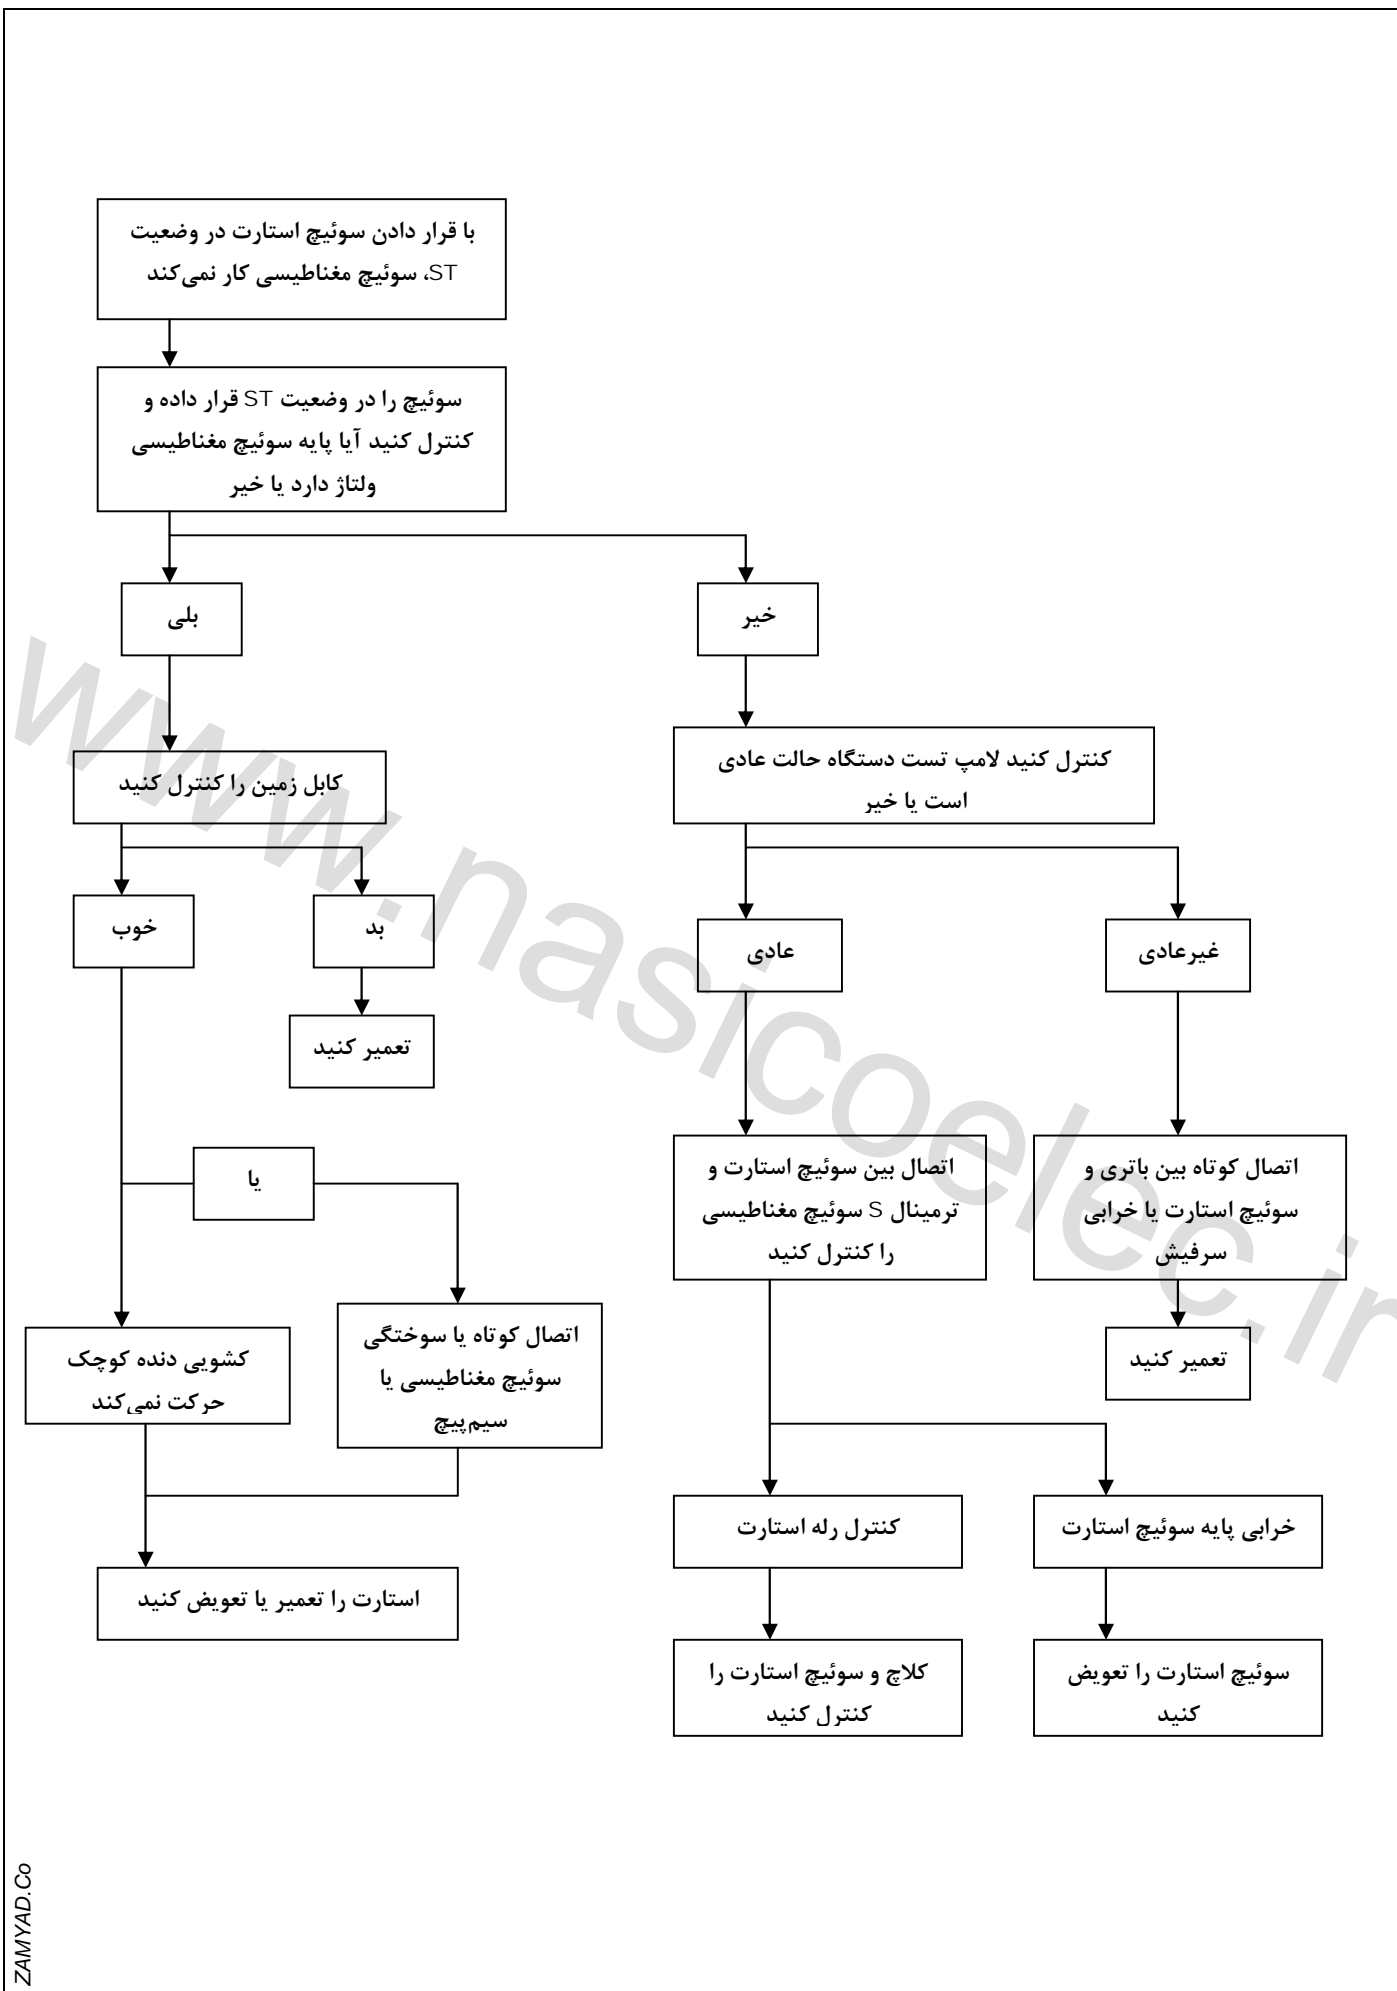 با قرار دادن سوئیچ استارت در وضعیت
ST، سوئیچ مغناطیسی کار نمی‌کند
سوئیچ را در وضعیت ST قرار داده و
کنترل کنید آیا پایه سوئیچ مغناطیسی
ولتاژ دارد یا خیر
بلی
خیر
کابل زمین را کنترل کنید
کنترل کنید لامپ تست دستگاه حالت عادی
است یا خیر
خوب
بد
عادی
غیرعادی
تعمیر کنید
یا
اتصال بین سوئیچ استارت و
ترمینال S سوئیچ مغناطیسی
را کنترل کنید
اتصال کوتاه بین باتری و
سوئیچ استارت یا خرابی
سرفیش
کشویی دنده کوچک
حرکت نمی‌کند
اتصال کوتاه یا سوختگی
سوئیچ مغناطیسی یا
سیم‌پیچ
تعمیر کنید
کنترل رله استارت
خرابی پایه سوئیچ استارت
استارت را تعمیر یا تعویض کنید
کلاچ و سوئیچ استارت را
کنترل کنید
سوئیچ استارت را تعویض
کنید
www.nasicoelec.ir
ZAMYAD.Co